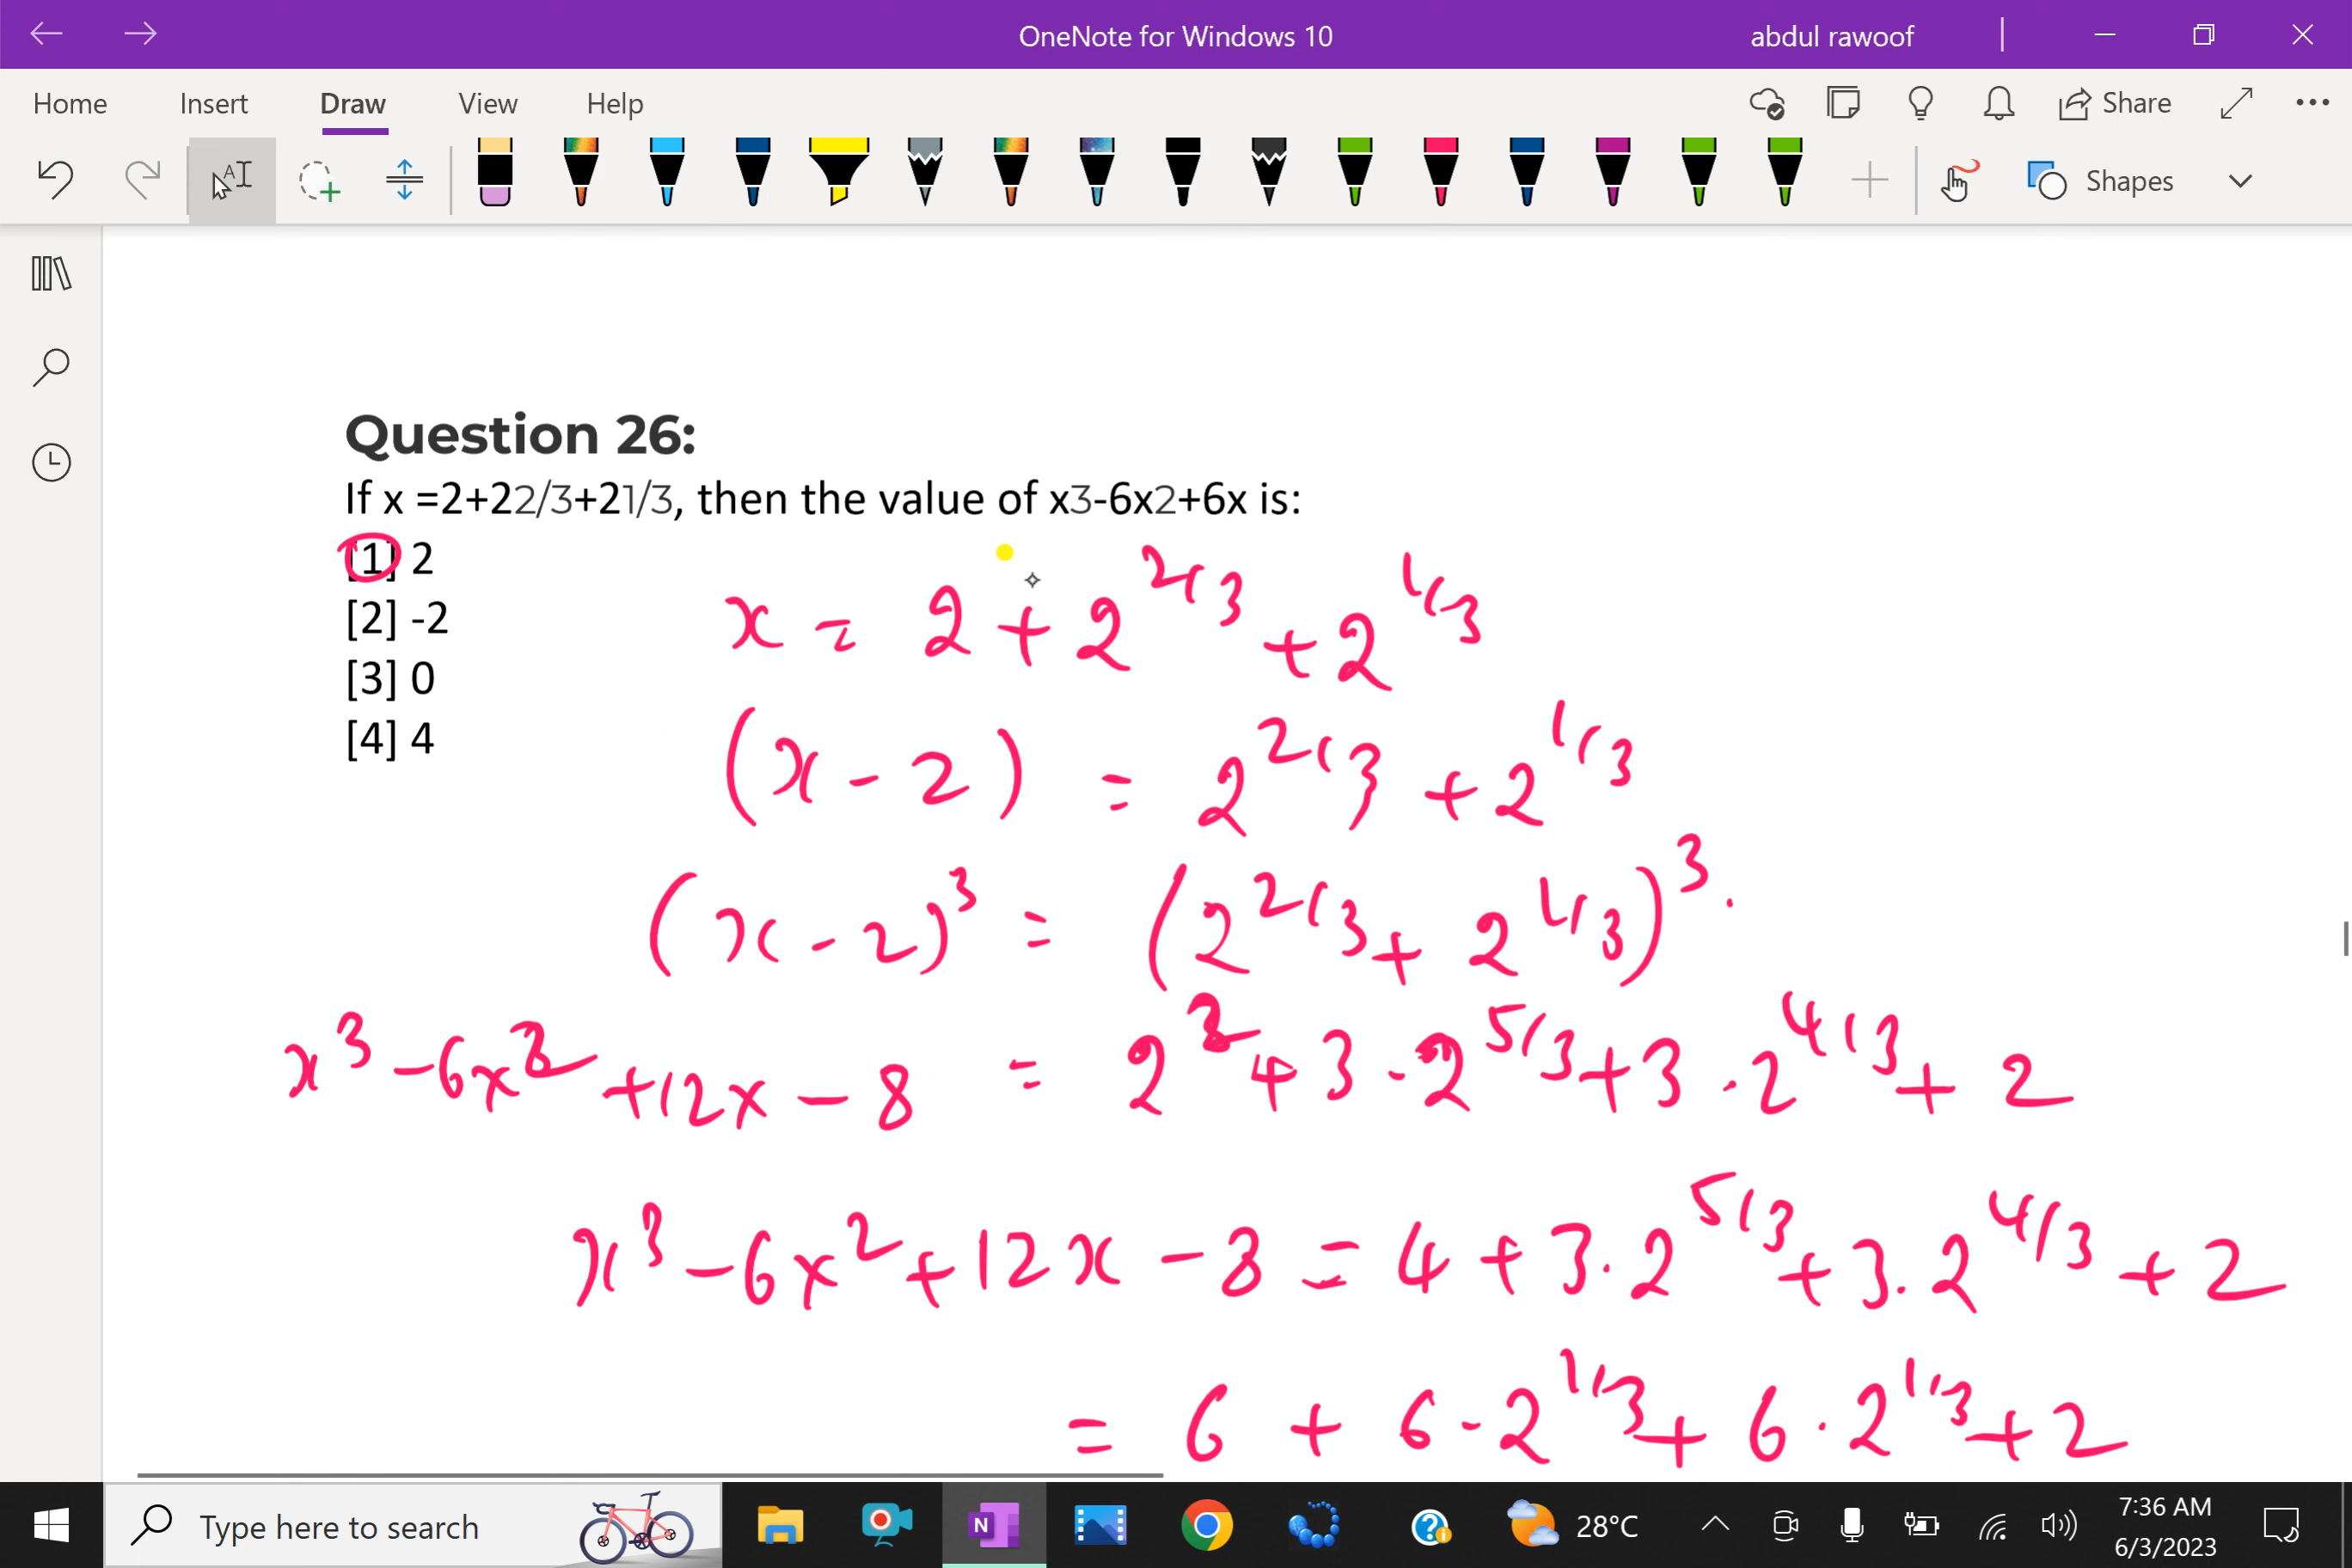 OneNote for Windows 10
abdul rawoof
Home Insert Draw View Help
Share
Shapes
Question 26:
If x =2+22/3+21/3, then the value of x3-6x2+6x is:
[1] 2
[2] -2
[3] 0
[4] 4
x = 2 + 2^2/3 + 2^1/3
(x - 2) = 2^2/3 + 2^1/3
(x - 2)^3 = (2^2/3 + 2^1/3)^3.
x^3 - 6x^2 + 12x - 8 = 2^2 + 3 · 2^5/3 + 3 · 2^4/3 + 2
x^3 - 6x^2 + 12x - 8 = 4 + 3 · 2^5/3 + 3 · 2^4/3 + 2
= 6 + 6 · 2^1/3 + 6 · 2^1/3 + 2
Type here to search
28°C
7:36 AM
6/3/2023